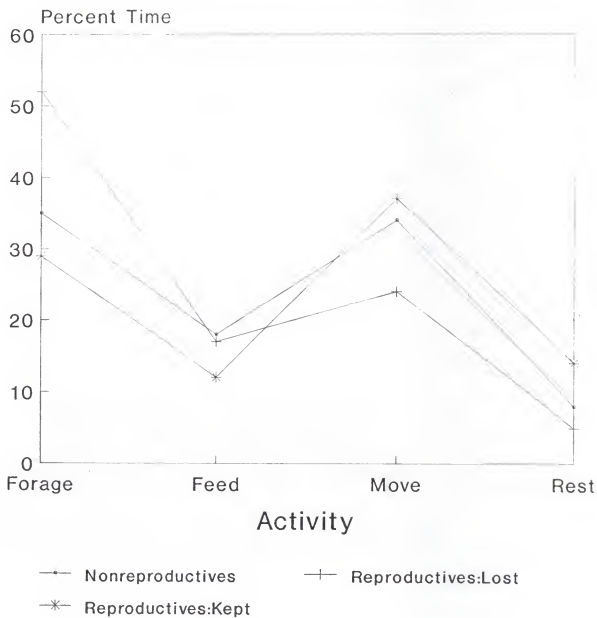 Percent Time
60
50
40
30
20
10
0
Forage Feed Move Rest
Activity
Nonreproductives Reproductives:Lost
Reproductives:Kept